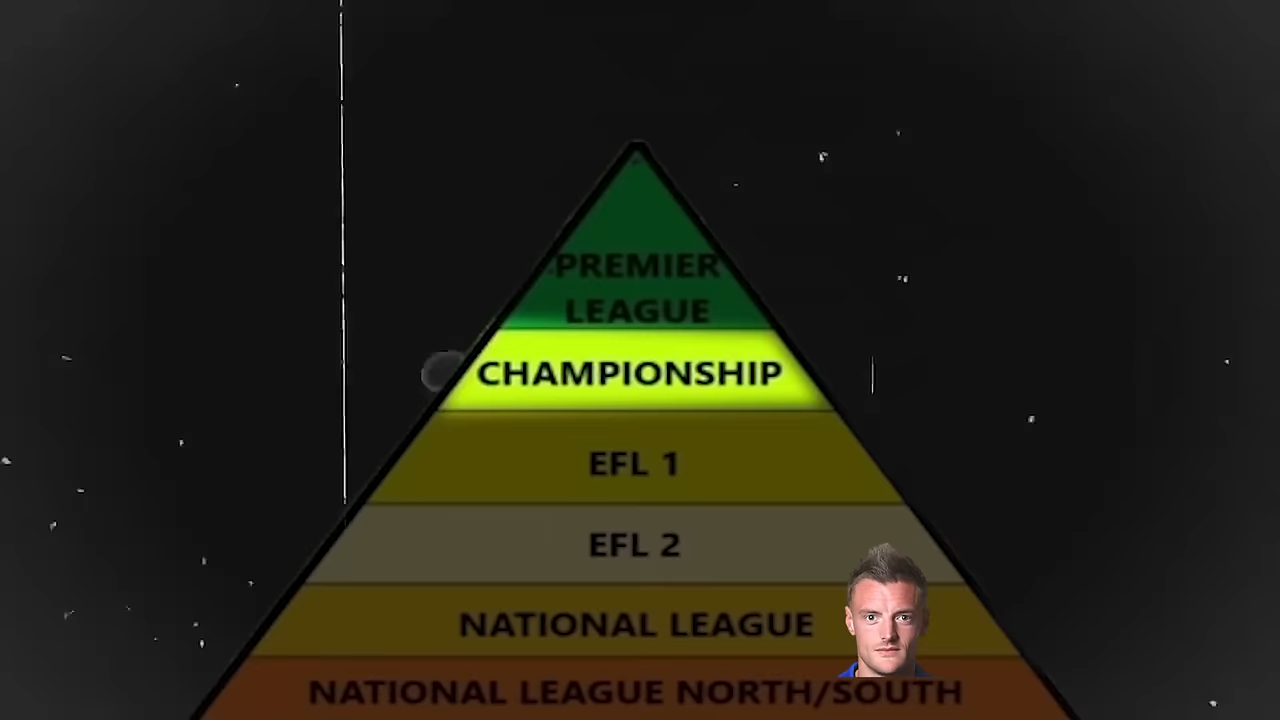 PREMIER
LEAGUE
CHAMPIONSHIP
EFL 1
EFL 2
NATIONAL LEAGUE
NATIONAL LEAGUE NORTH/SOUTH